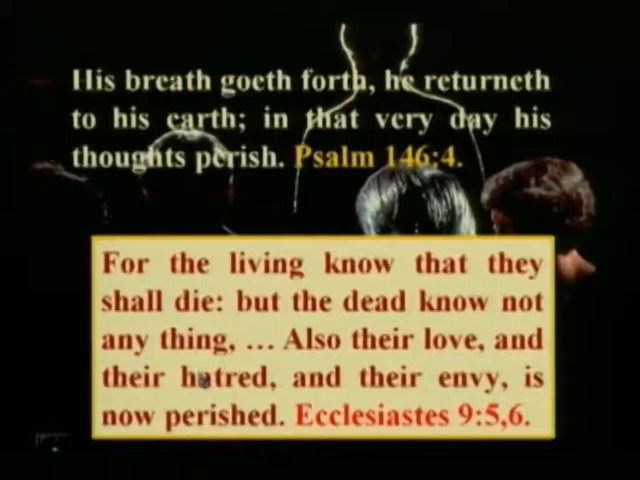 His breath goeth forth, he returneth
to his earth; in that very day his
thoughts perish. Psalm 146:4.
For the living know that they
shall die: but the dead know not
any thing, ... Also their love, and
their hatred, and their envy, is
now perished. Ecclesiastes 9:5,6.